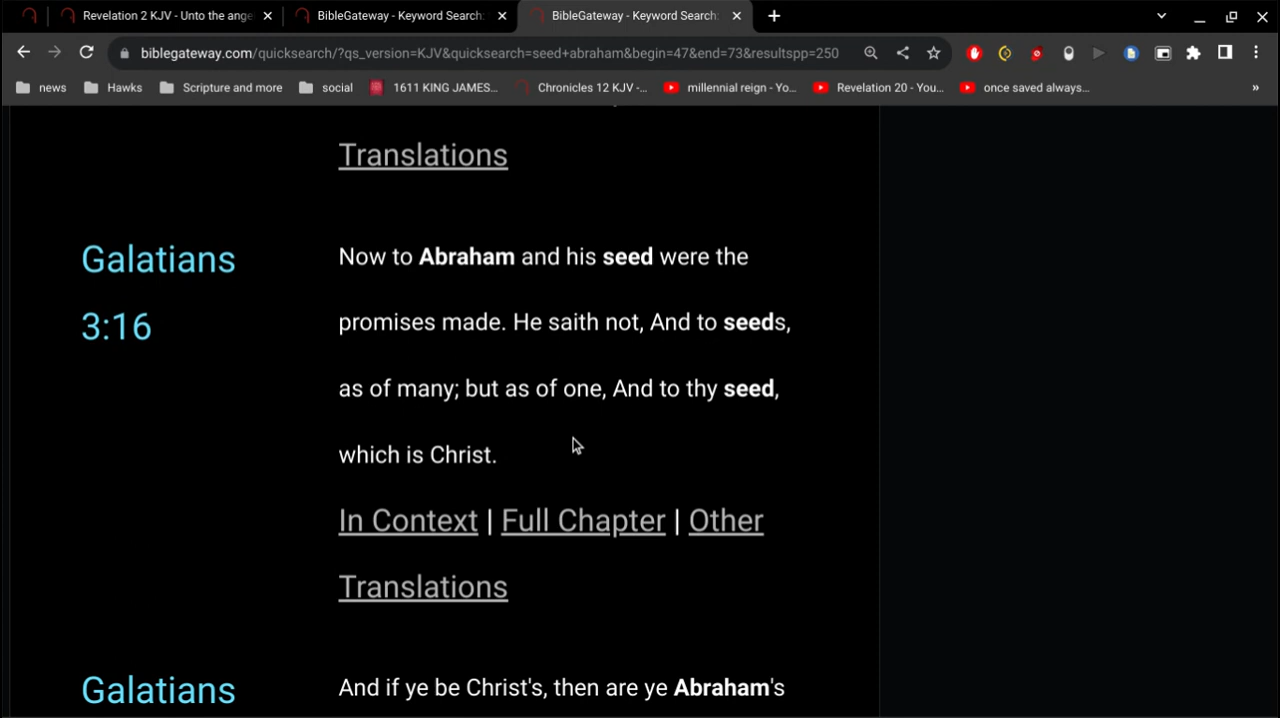 Revelation 2 KJV - Unto the ange
BibleGateway - Keyword Search:
BibleGateway - Keyword Search:
biblegateway.com/quicksearch/?qs_version=KJV&quicksearch=seed+abraham&begin=47&end=73&resultspp=250
news
Hawks
Scripture and more
social
1611 KING JAMES...
Chronicles 12 KJV -...
millennial reign - Yo...
Revelation 20 - You...
once saved always...
»
Translations
Galatians
3:16
Now to Abraham and his seed were the
promises made. He saith not, And to seeds,
as of many; but as of one, And to thy seed,
which is Christ.
In Context | Full Chapter | Other
Translations
Galatians
And if ye be Christ's, then are ye Abraham's